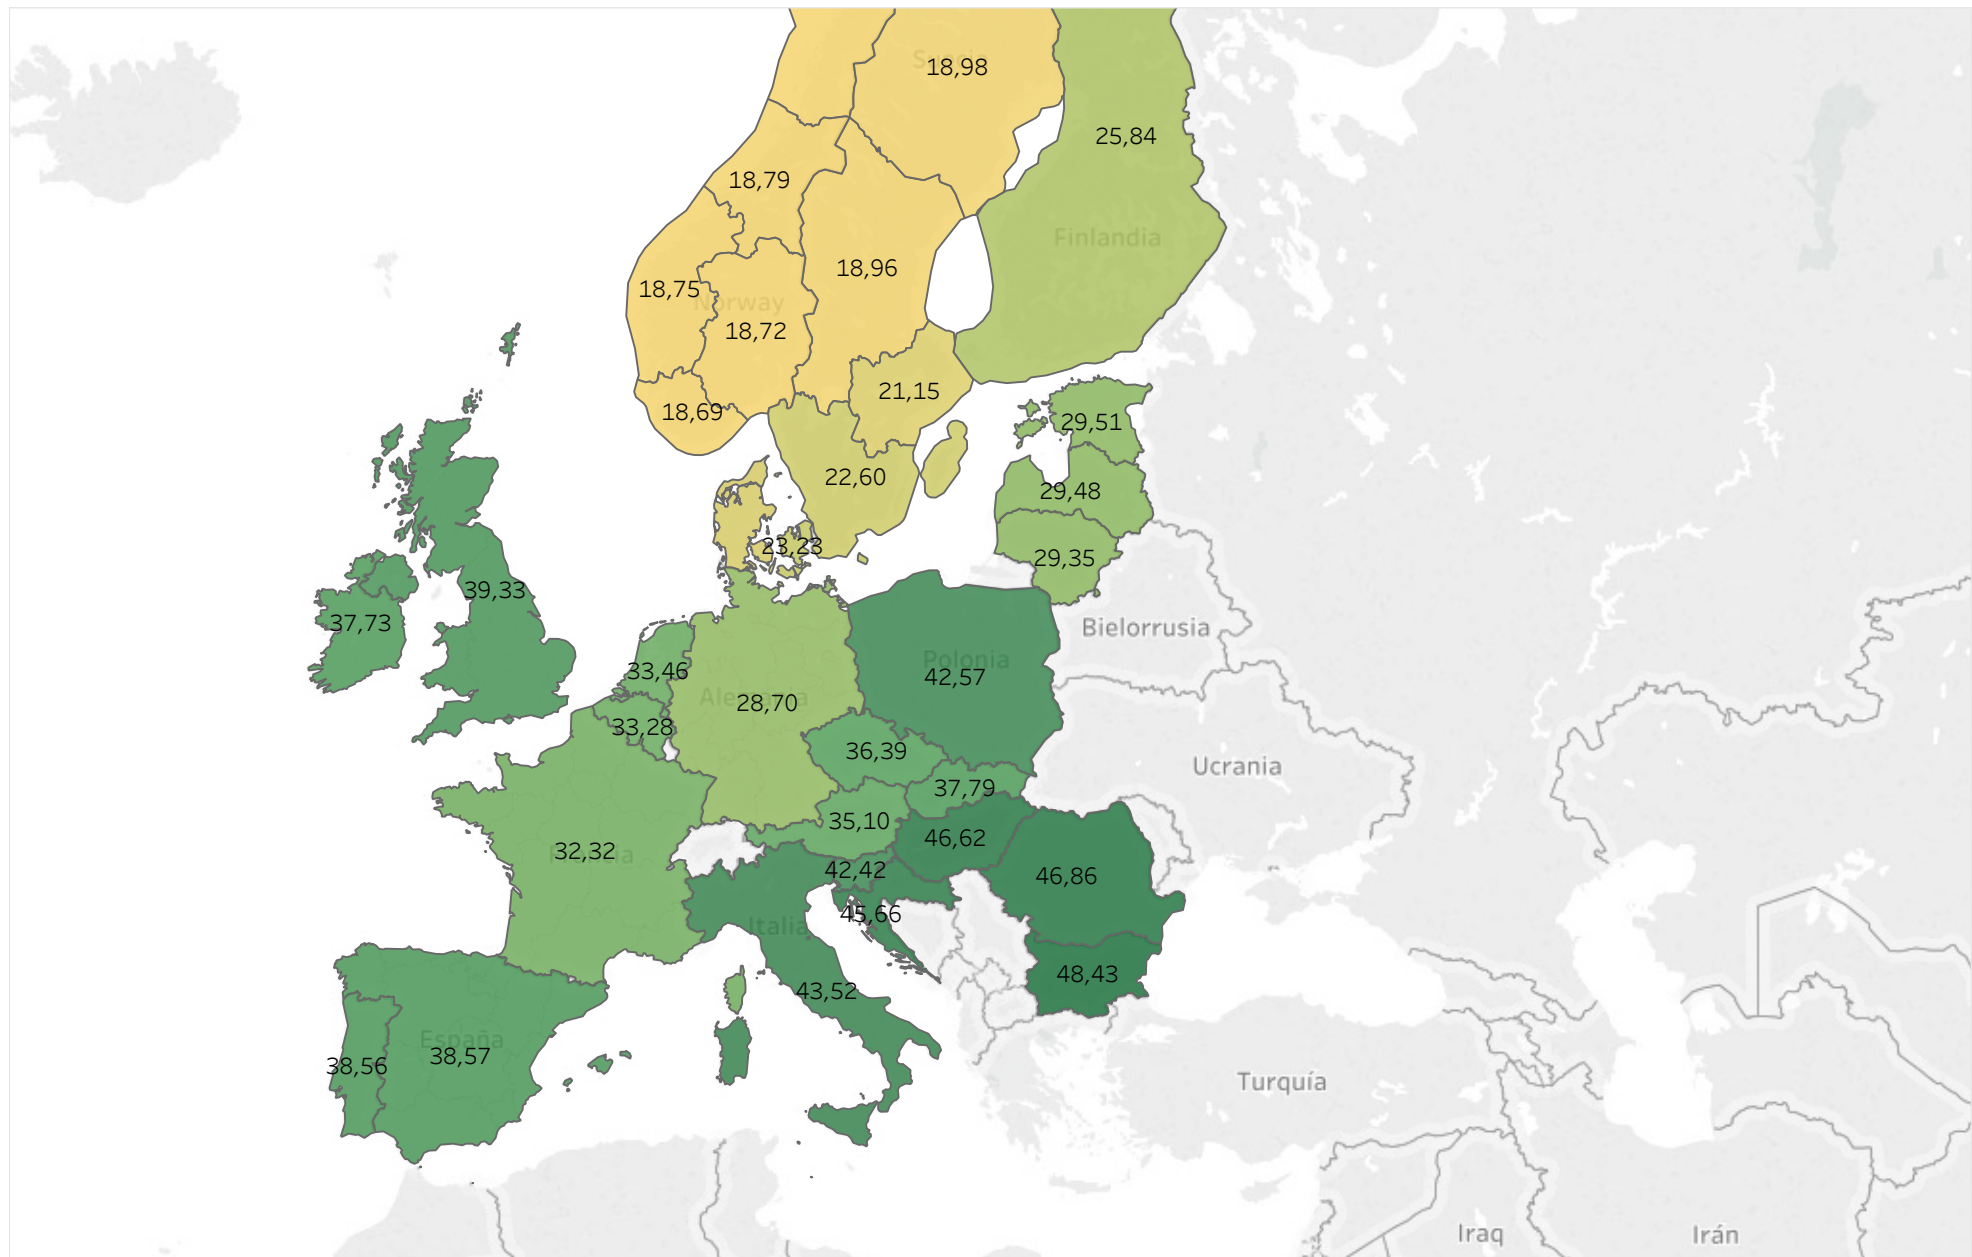 Suecia
18,98
25,84
18,79
Finlandia
18,96
18,75
Norway
18,72
21,15
18,69
29,51
22,60
29,48
23,23
29,35
39,33
37,73
Bielorrusia
Polonia
33,46
42,57
Alemania
28,70
33,28
36,39
Ucrania
37,79
35,10
46,62
32,32
42,42
46,86
45,66
Italia
48,43
43,52
España
38,57
38,56
Turquía
Iraq
Irán